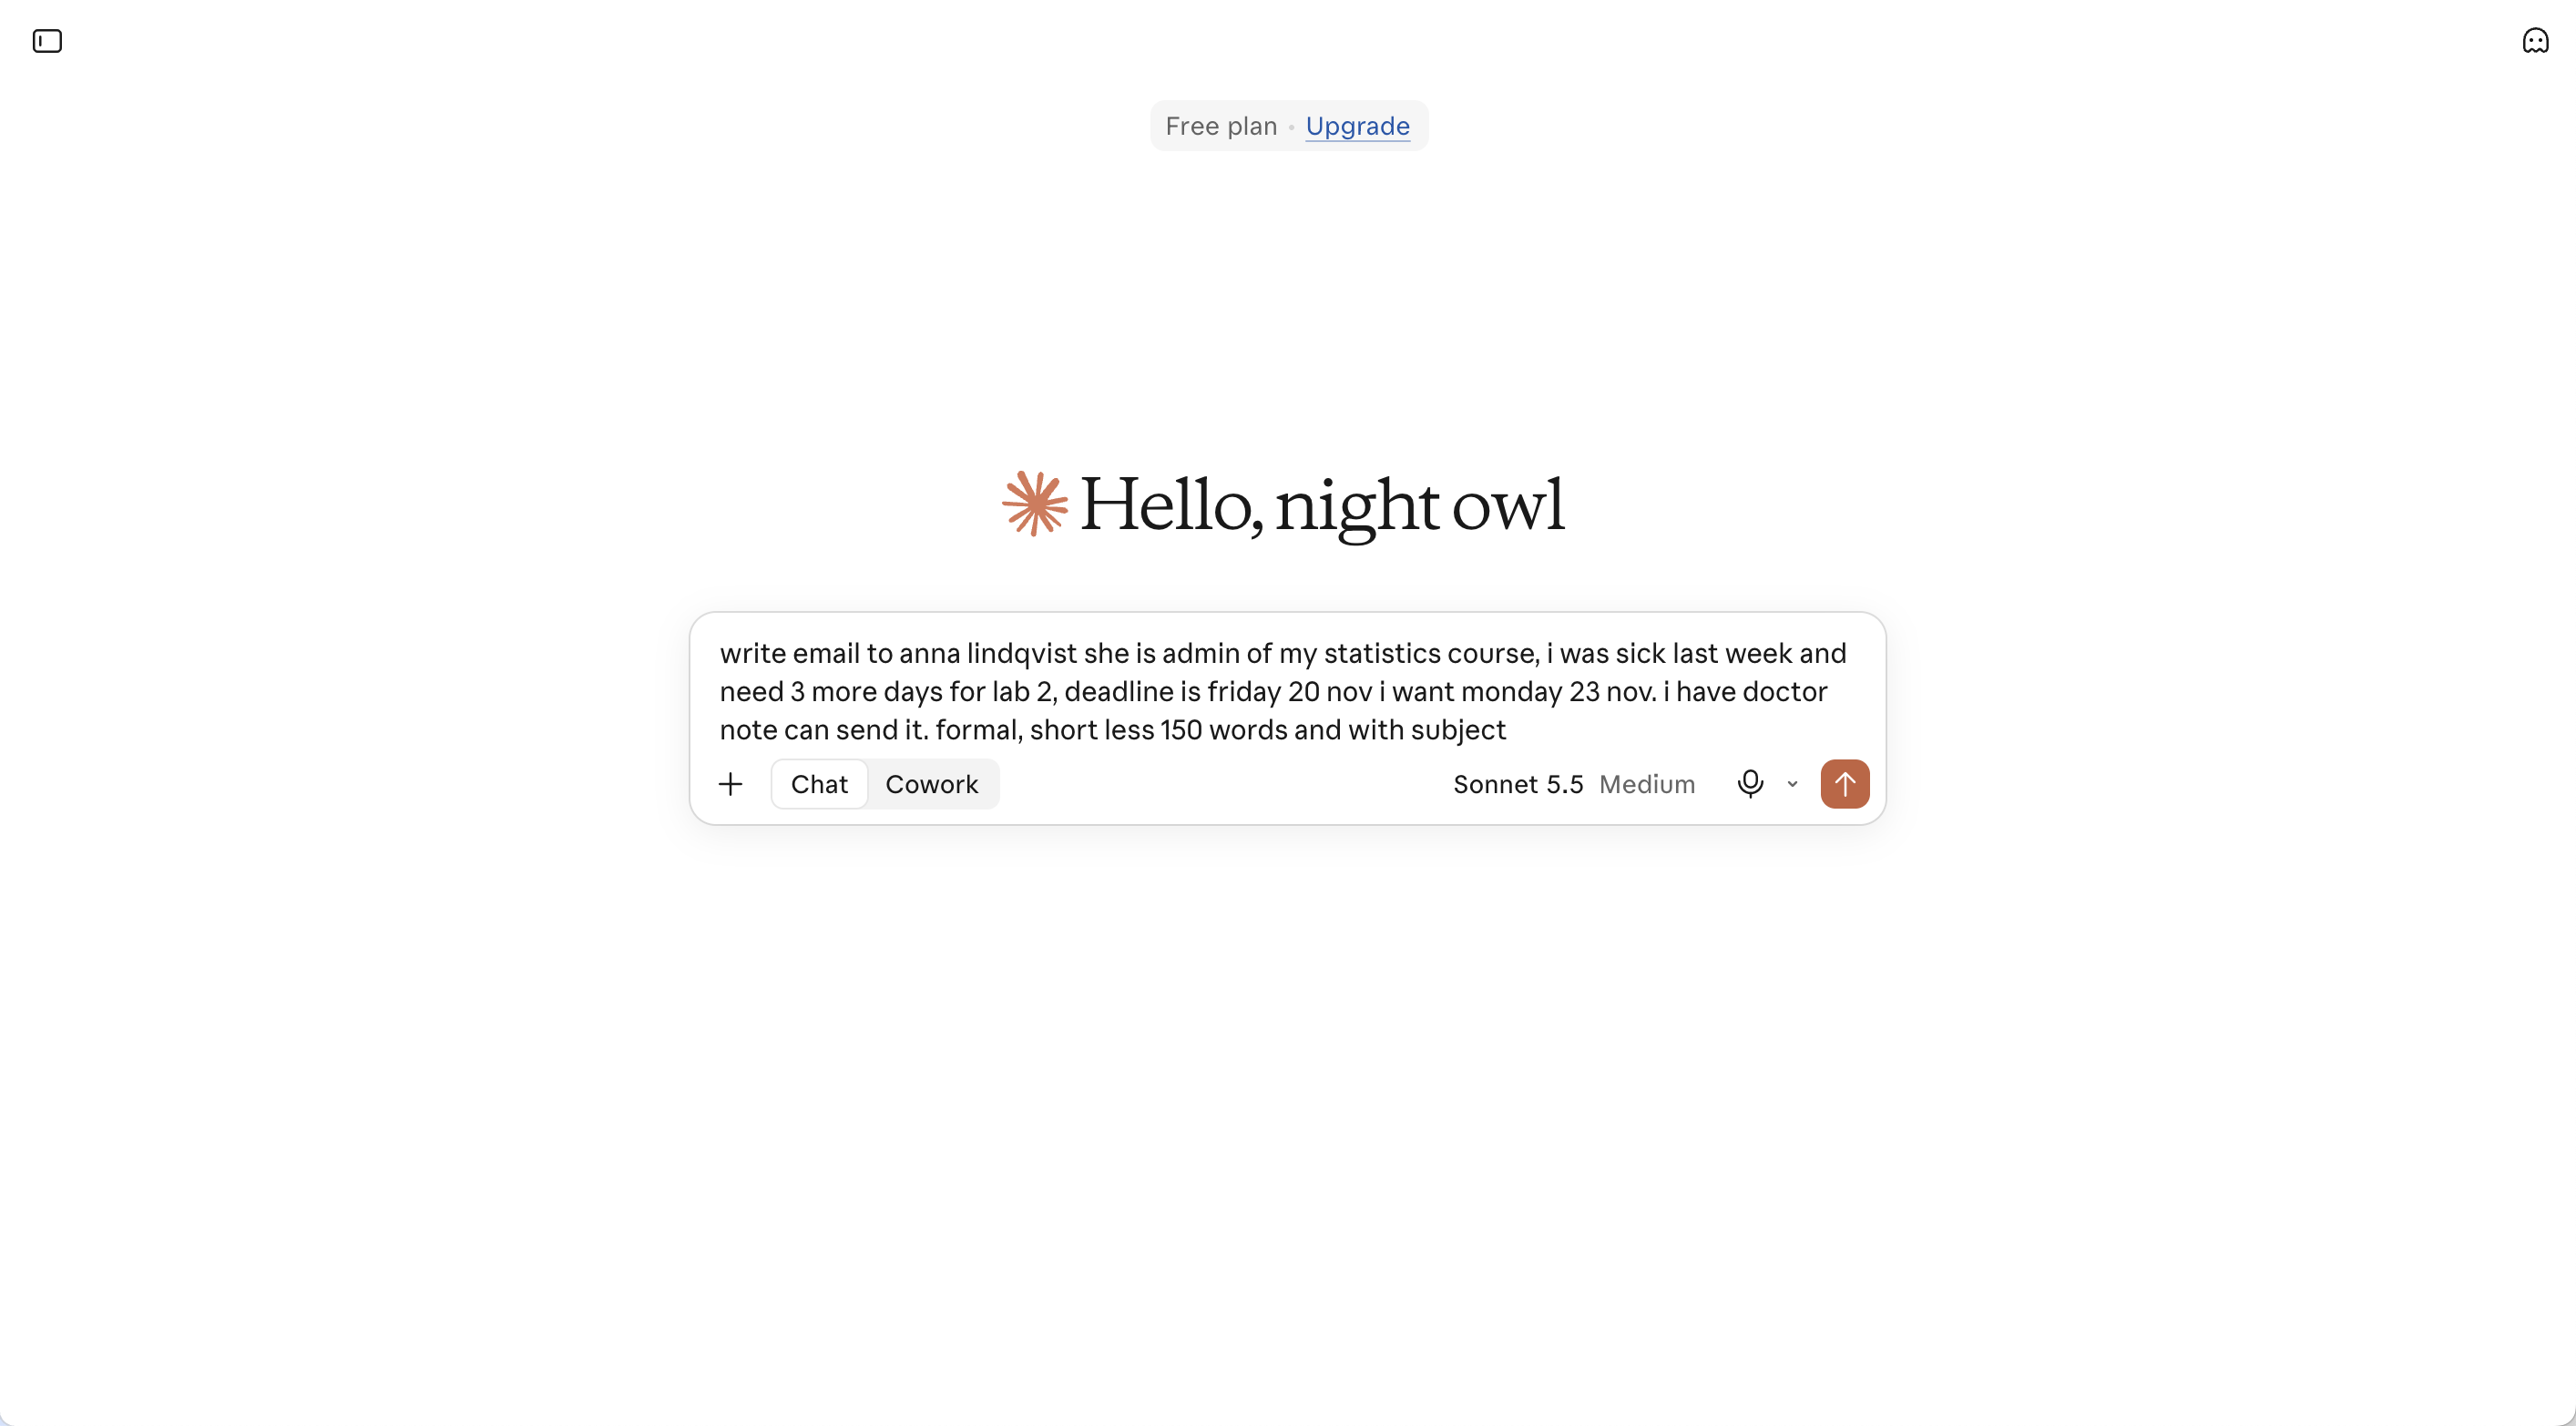 Free plan • Upgrade
Hello, night owl
write email to anna lindqvist she is admin of my statistics course, i was sick last week and
need 3 more days for lab 2, deadline is friday 20 nov i want monday 23 nov. i have doctor
note can send it. formal, short less 150 words and with subject
Chat Cowork Sonnet 5.5 Medium